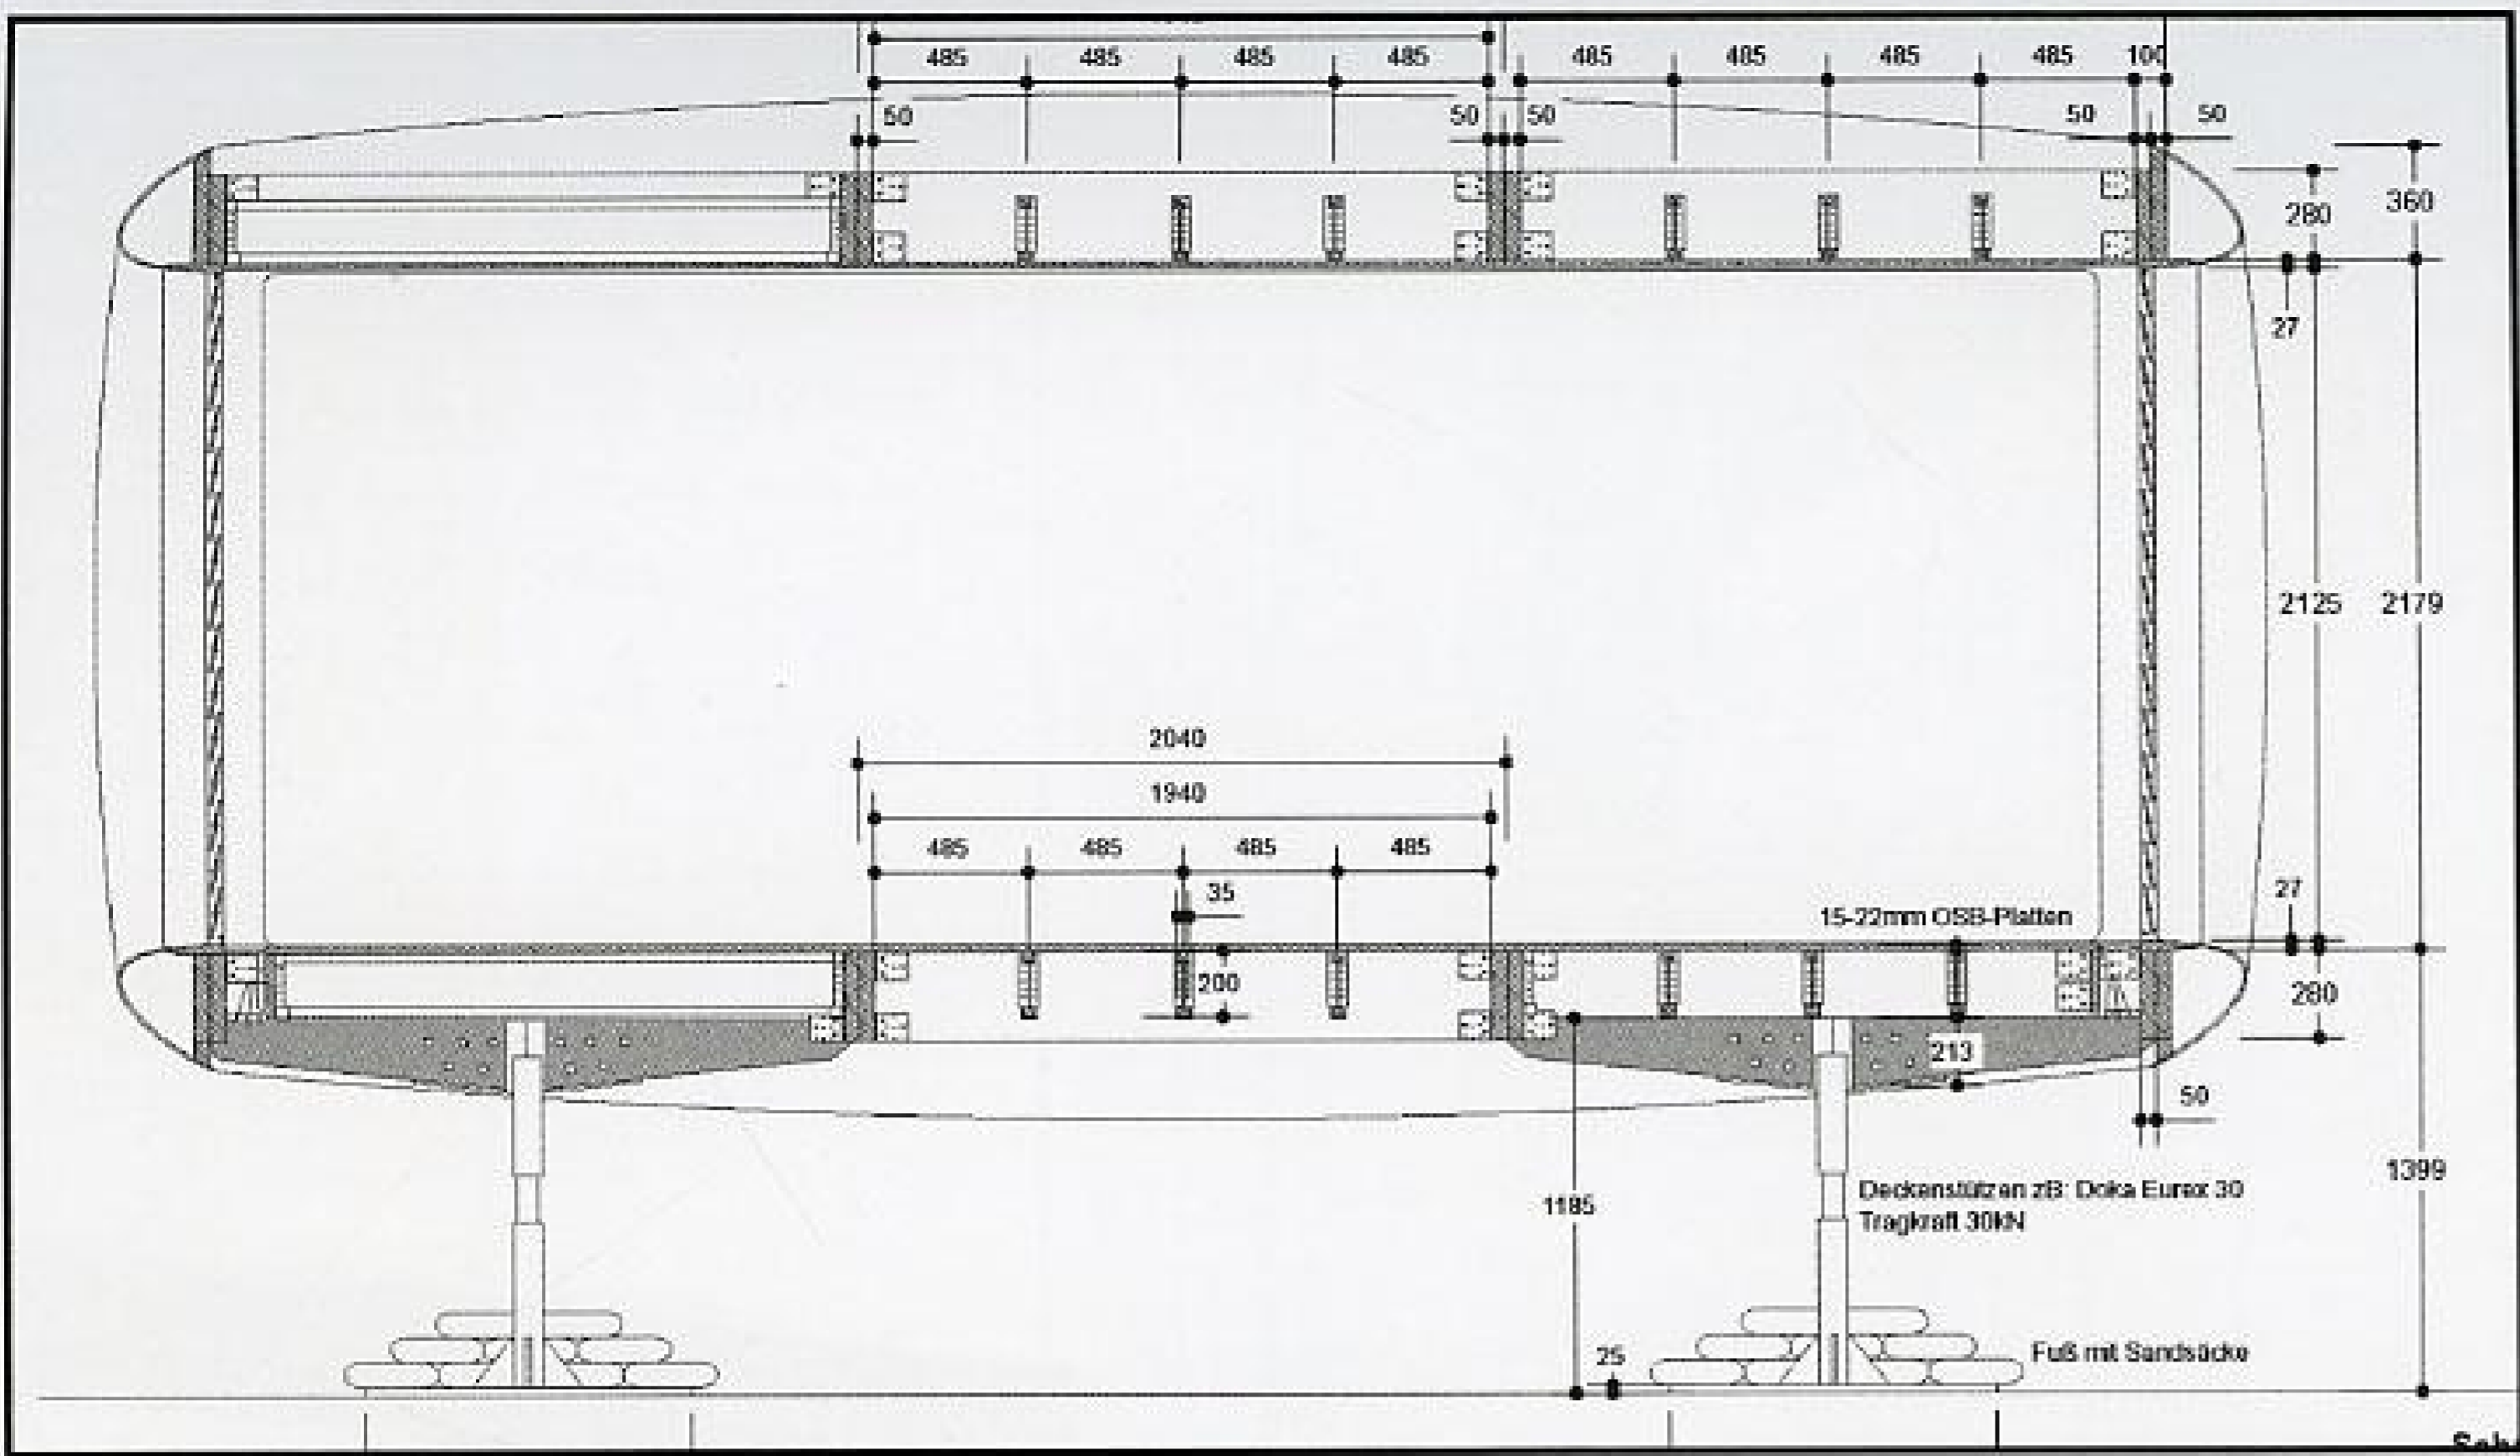 485 485 485 485 485 485 485 485 100
50 50 50 50 50
280 360
27
2125 2179
2040
1940
485 485 485 485
35
27
15-22mm OSB-Platten
200
280
213
50
1185
1399
Deckenstützen zB: Doka Eurex 30
Tragkraft 30kN
25
Fuß mit Sandsäcke